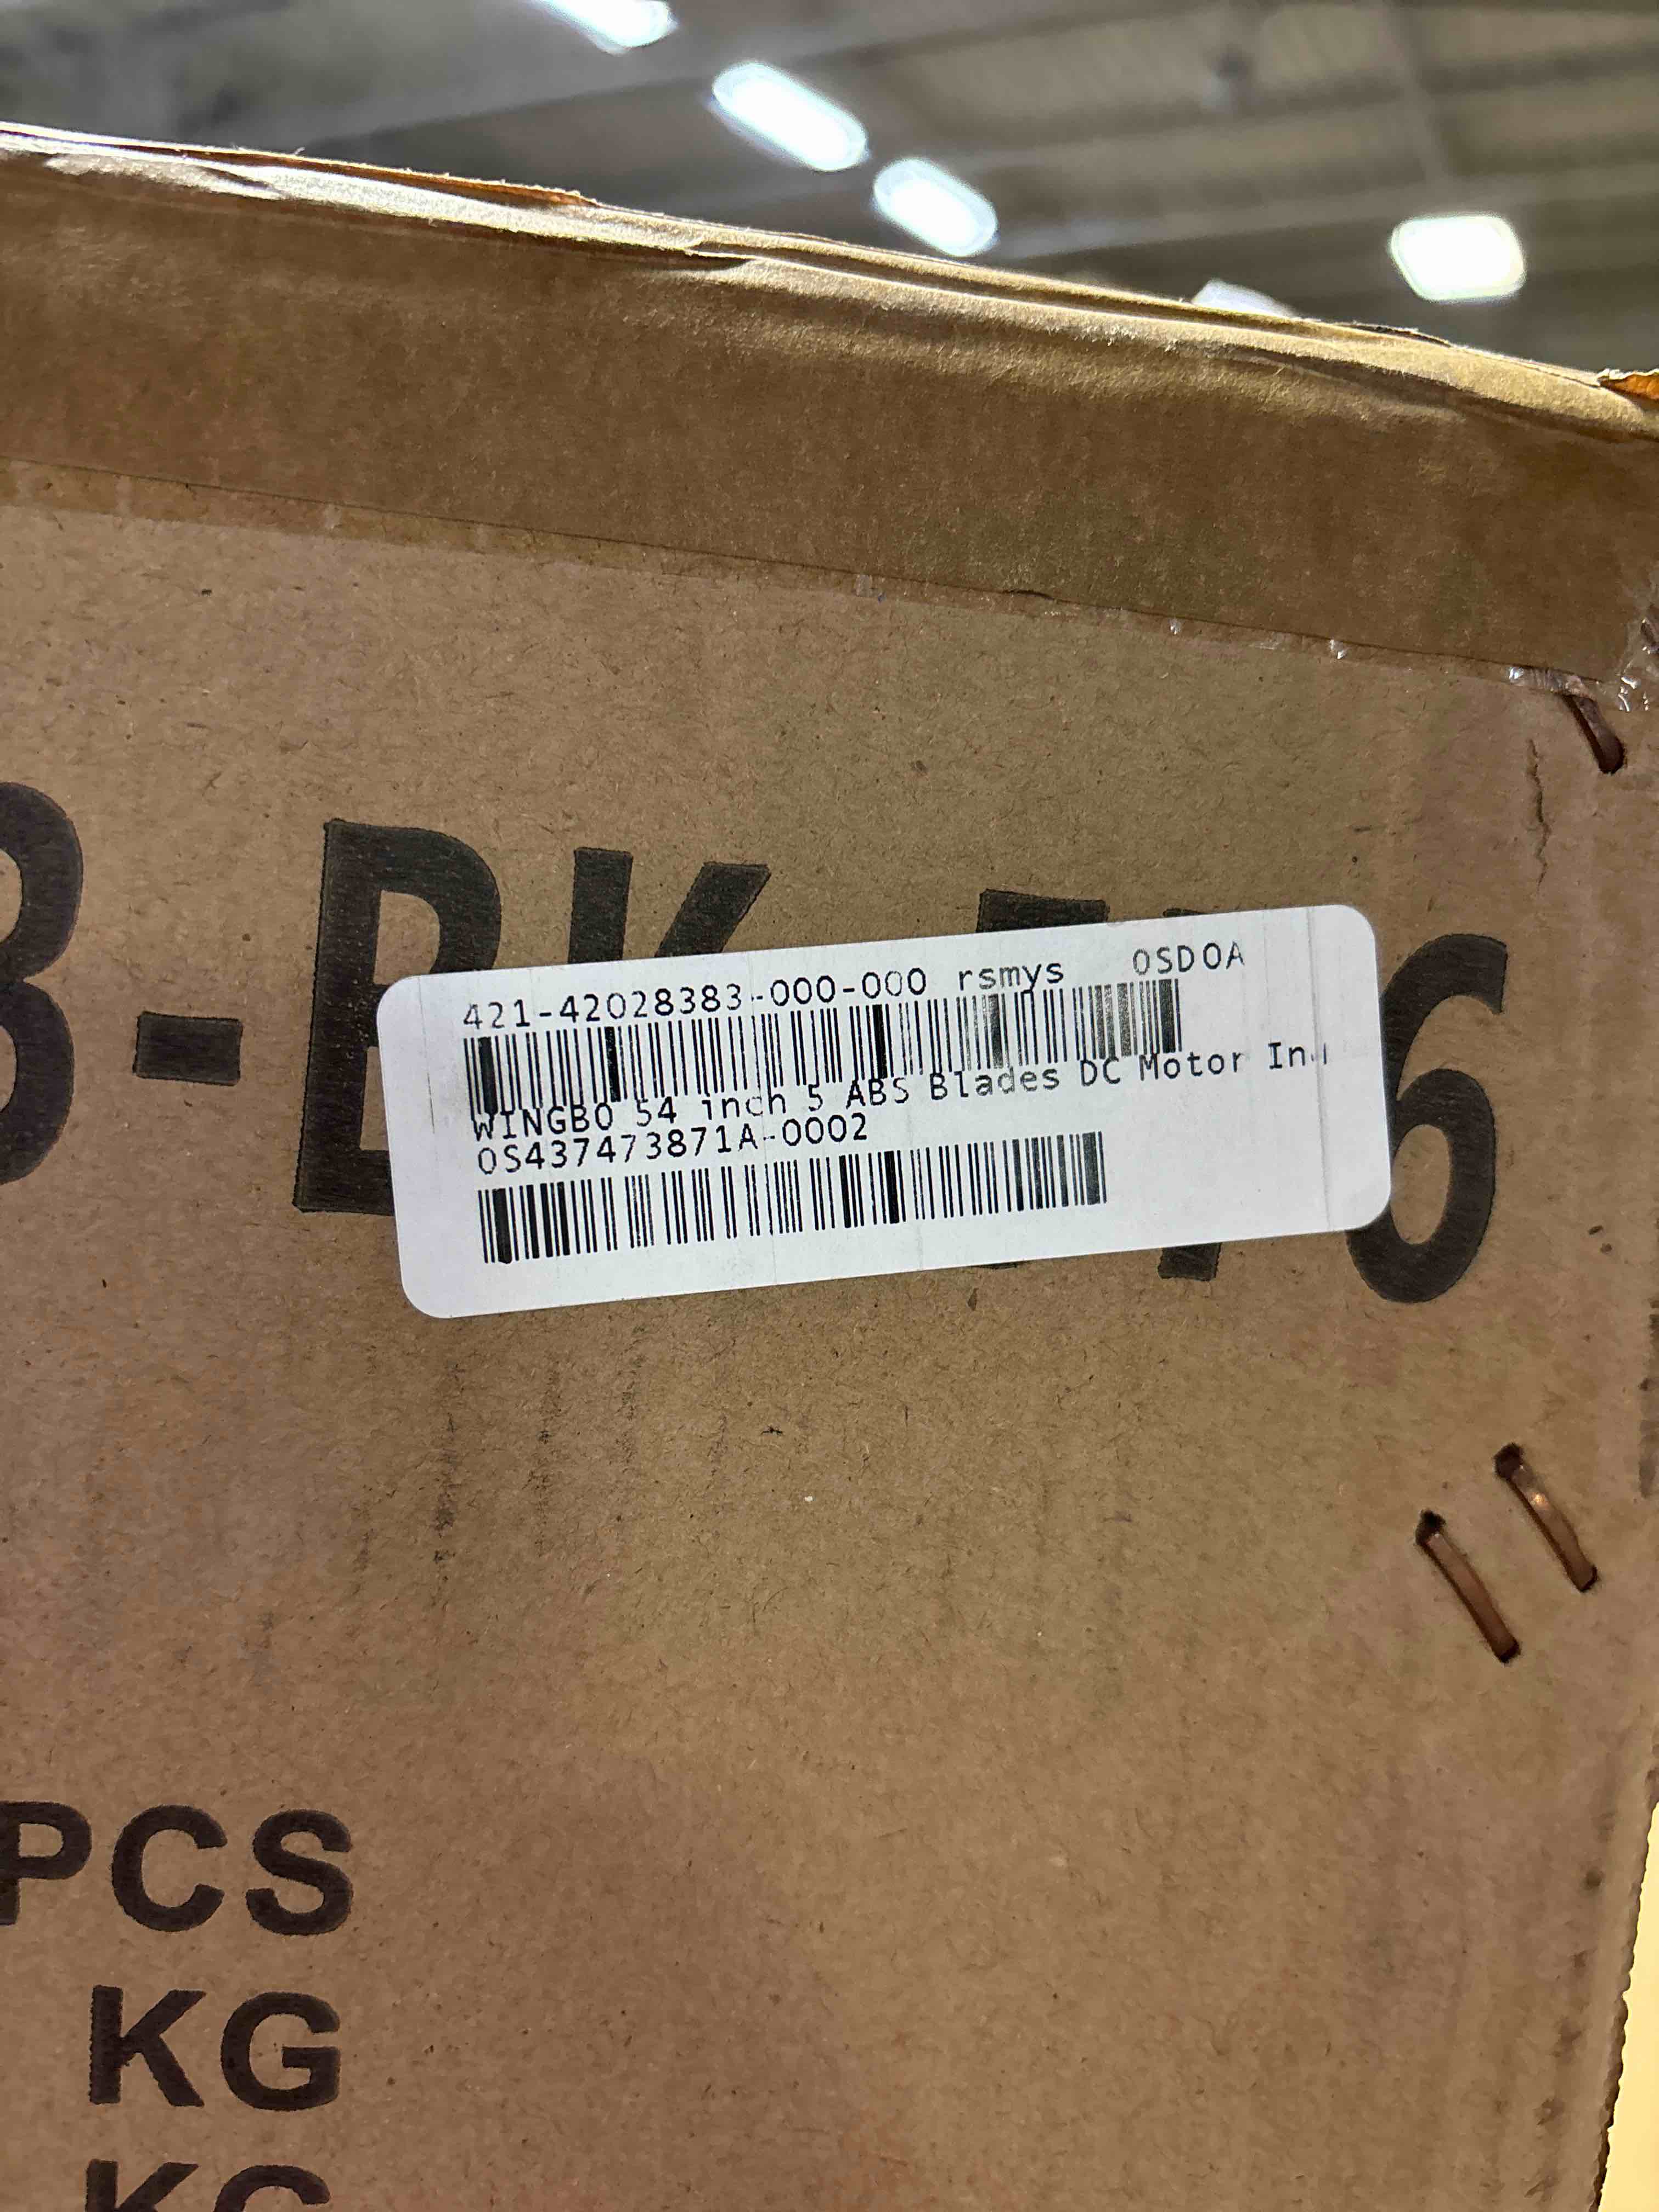 421-42028383-000-000 rsmys OSDOA
WINGBO 54 inch 5 ABS Blades DC Motor In
OS437473871A-0002
PCS
KG
KG